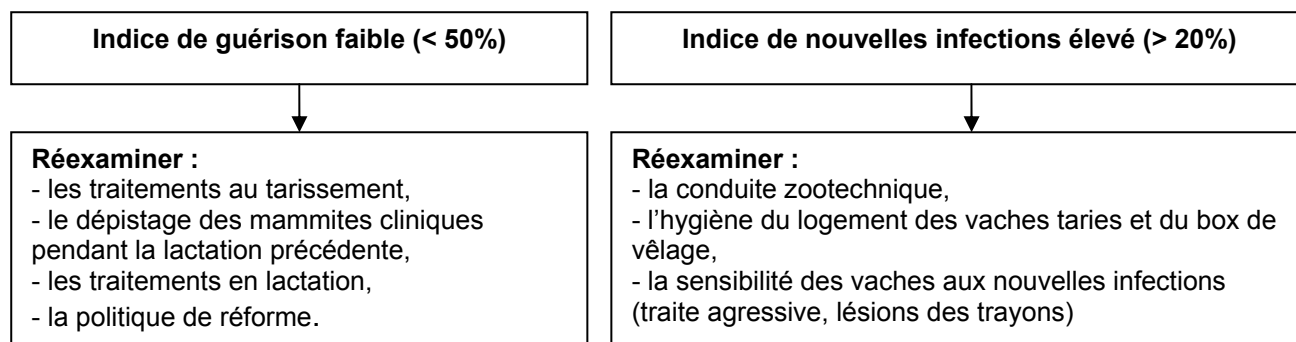 Indice de guérison faible (< 50%)
Réexaminer :
- les traitements au tarissement,
- le dépistage des mammites cliniques
pendant la lactation précédente,
- les traitements en lactation,
- la politique de réforme.
Indice de nouvelles infections élevé (> 20%)
Réexaminer :
- la conduite zootechnique,
- l’hygiène du logement des vaches taries et du box de
vêlage,
- la sensibilité des vaches aux nouvelles infections
(traite agressive, lésions des trayons)